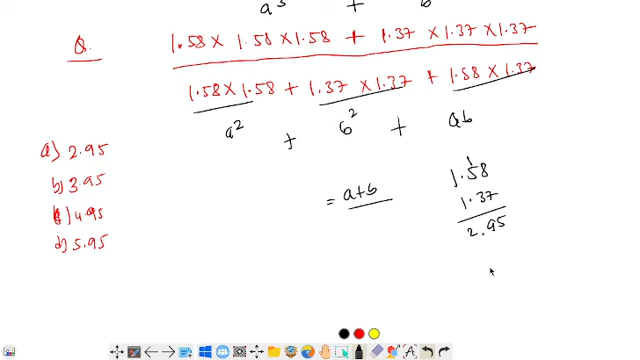 a³ + b
Q. 1.58 × 1.58 × 1.58 + 1.37 × 1.37 × 1.37
1.58 × 1.58 + 1.37 × 1.37 + 1.58 × 1.37
a² + b² + ab
a) 2.95
b) 3.95
) 4.95
d) 5.95
= a+b
1
1.58
1.37
2.95